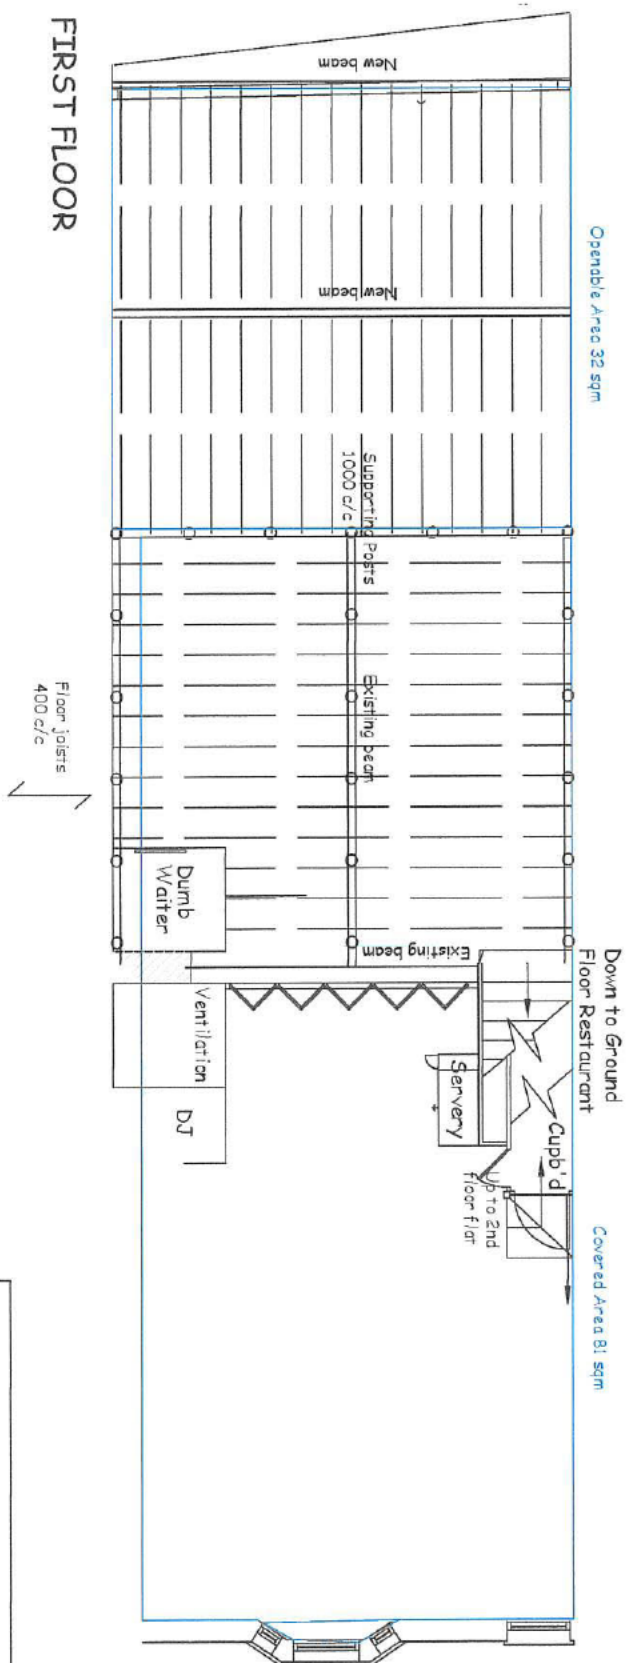 FIRST FLOOR
New beam
Openable Area 32 sqm
New beam
Supporting Posts
1000 c/c
Existing beam
Floor joists
400 c/c
Dumb
Waiter
Existing beam
Down to Ground
Floor Restaurant
Ventilation
DJ
Servery
Cupb'd
Up to 2nd
floor flat
Covered Area 81 sqm